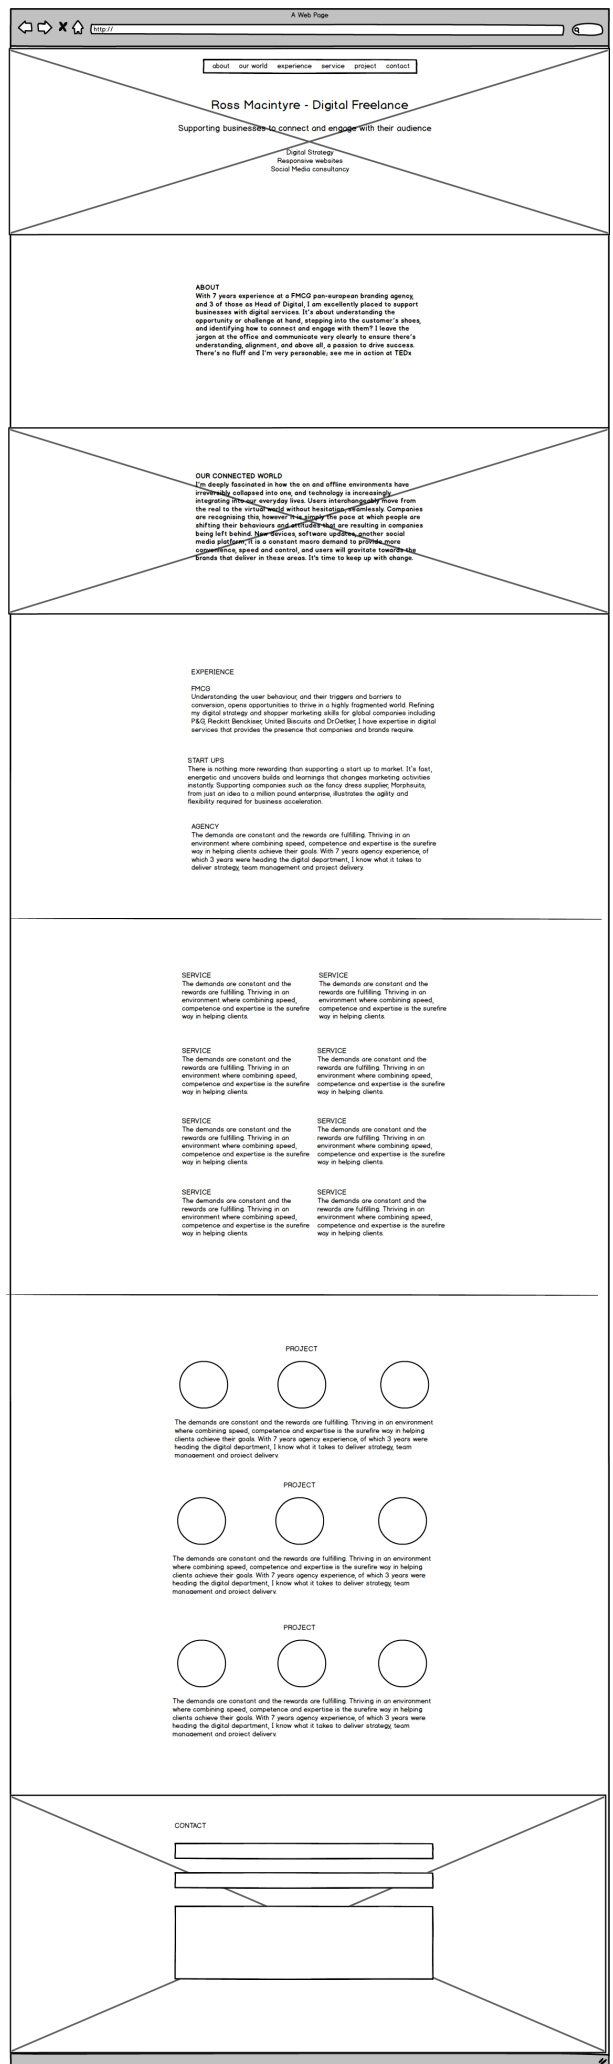 A Web Page
http://
about our world experience service project contact
Ross Macintyre - Digital Freelance
Supporting businesses to connect and engage with their audience
Digital Strategy
Responsive websites
Social Media consultancy
ABOUT
With 7 years experience at a FMCG pan-european branding agency,
and 3 of those as Head of Digital, I am excellently placed to support
businesses with digital services. It's about understanding the
opportunity or challenge at hand, stepping into the customer's shoes,
and identifying how to connect and engage with them? I leave the
jargon at the office and communicate very clearly to ensure there's
understanding, alignment, and above all, a passion to drive success.
There's no fluff and I'm very personable; see me in action at TEDx
OUR CONNECTED WORLD
I'm deeply fascinated in how the on and offline environments have
irreversibly collapsed into one, and technology is increasingly
integrating into our everyday lives. Users interchangeably move from
the real to the virtual world without hesitation, seamlessly. Companies
are recognising this, however it is simply the pace at which people are
shifting their behaviours and attitudes that are resulting in companies
being left behind. New devices, software updates, another social
media platform, it is a constant macro demand to provide more
convenience, speed and control, and users will gravitate towards the
brands that deliver in these areas. It's time to keep up with change.
EXPERIENCE
FMCG
Understanding the user behaviour, and their triggers and barriers to
conversion, opens opportunities to thrive in a highly fragmented world. Refining
my digital strategy and shopper marketing skills for global companies including
P&G, Reckitt Benckiser, United Biscuits and Dr.Oetker, I have expertise in digital
services that provides the presence that companies and brands require.
START UPS
There is nothing more rewarding than supporting a start up to market. It's fast,
energetic and uncovers builds and learnings that changes marketing activities
instantly. Supporting companies such as the fancy dress supplier, Morphsuits,
from just an idea to a million pound enterprise, illustrates the agility and
flexibility required for business acceleration.
AGENCY
The demands are constant and the rewards are fulfilling. Thriving in an
environment where combining speed, competence and expertise is the surefire
way in helping clients achieve their goals. With 7 years agency experience, of
which 3 years were heading the digital department, I know what it takes to
deliver strategy, team management and project delivery.
SERVICE
The demands are constant and the
rewards are fulfilling. Thriving in an
environment where combining speed,
competence and expertise is the surefire
way in helping clients.
SERVICE
The demands are constant and the
rewards are fulfilling. Thriving in an
environment where combining speed,
competence and expertise is the surefire
way in helping clients.
SERVICE
The demands are constant and the
rewards are fulfilling. Thriving in an
environment where combining speed,
competence and expertise is the surefire
way in helping clients.
SERVICE
The demands are constant and the
rewards are fulfilling. Thriving in an
environment where combining speed,
competence and expertise is the surefire
way in helping clients.
SERVICE
The demands are constant and the
rewards are fulfilling. Thriving in an
environment where combining speed,
competence and expertise is the surefire
way in helping clients.
SERVICE
The demands are constant and the
rewards are fulfilling. Thriving in an
environment where combining speed,
competence and expertise is the surefire
way in helping clients.
SERVICE
The demands are constant and the
rewards are fulfilling. Thriving in an
environment where combining speed,
competence and expertise is the surefire
way in helping clients.
SERVICE
The demands are constant and the
rewards are fulfilling. Thriving in an
environment where combining speed,
competence and expertise is the surefire
way in helping clients.
PROJECT
The demands are constant and the rewards are fulfilling. Thriving in an environment
where combining speed, competence and expertise is the surefire way in helping
clients achieve their goals. With 7 years agency experience, of which 3 years were
heading the digital department, I know what it takes to deliver strategy, team
management and project delivery.
PROJECT
The demands are constant and the rewards are fulfilling. Thriving in an environment
where combining speed, competence and expertise is the surefire way in helping
clients achieve their goals. With 7 years agency experience, of which 3 years were
heading the digital department, I know what it takes to deliver strategy, team
management and project delivery.
PROJECT
The demands are constant and the rewards are fulfilling. Thriving in an environment
where combining speed, competence and expertise is the surefire way in helping
clients achieve their goals. With 7 years agency experience, of which 3 years were
heading the digital department, I know what it takes to deliver strategy, team
management and project delivery.
CONTACT